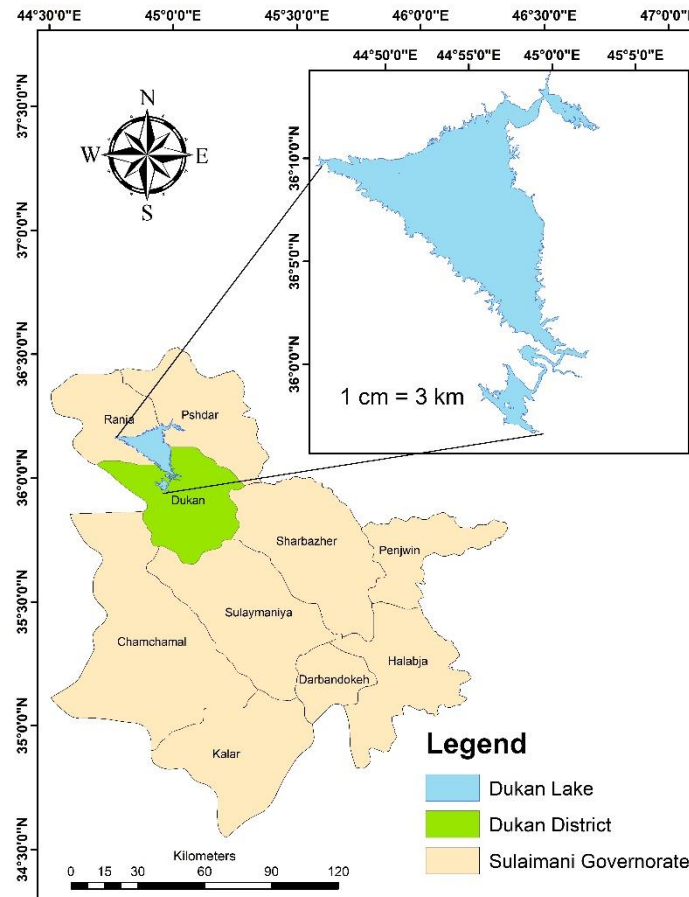 44°30'0"E 45°0'0"E 45°30'0"E 46°0'0"E 46°30'0"E 47°0'0"E
44°50'0"E 44°55'0"E 45°0'0"E 45°5'0"E
37°30'0"N
37°0'0"N
36°30'0"N
36°0'0"N
35°30'0"N
35°0'0"N
34°30'0"N
N
W E
S
36°10'0"N
36°5'0"N
36°0'0"N
1 cm = 3 km
Rania
Pshdar
Dukan
Sharbazher
Penjwin
Sulaymaniya
Chamchamal
Halabja
Darbandokeh
Kalar
Legend
Dukan Lake
Dukan District
Sulaimani Governorate
Kilometers
0 15 30 60 90 120